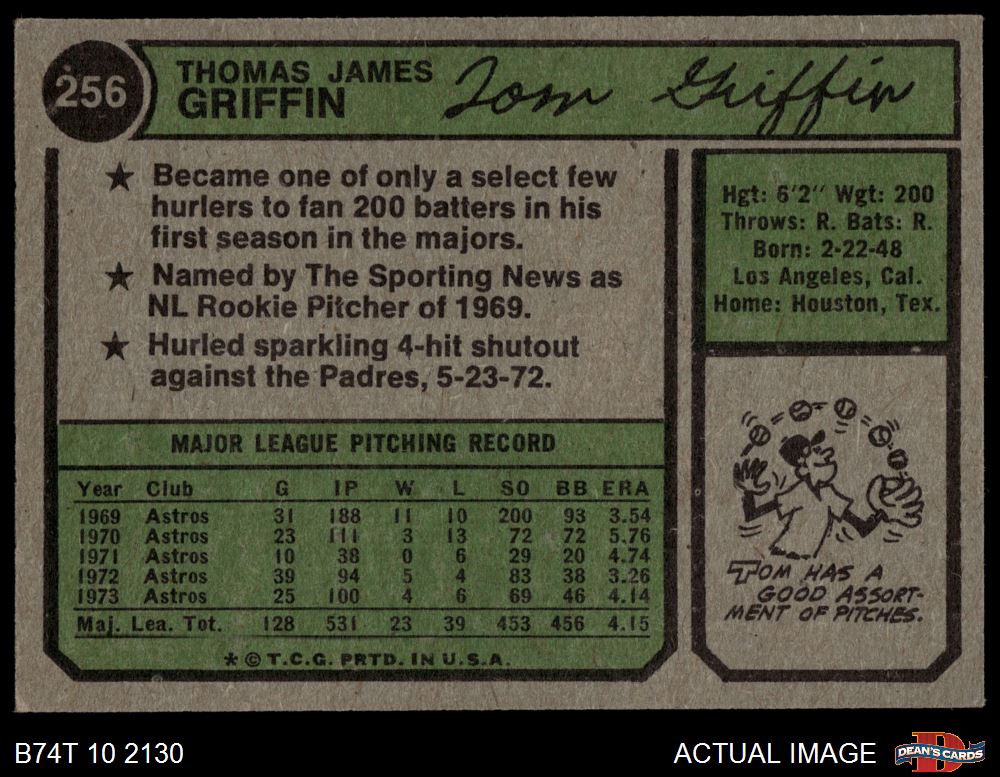 256
THOMAS JAMES
GRIFFIN
Tom Griffin
★ Became one of only a select few
hurlers to fan 200 batters in his
first season in the majors.
★ Named by The Sporting News as
NL Rookie Pitcher of 1969.
★ Hurled sparkling 4-hit shutout
against the Padres, 5-23-72.
Hgt: 6'2" Wgt: 200
Throws: R. Bats: R.
Born: 2-22-48
Los Angeles, Cal.
Home: Houston, Tex.
MAJOR LEAGUE PITCHING RECORD
Year Club G IP W L SO BB ERA
1969 Astros 31 188 11 10 200 93 3.54
1970 Astros 23 111 3 13 72 72 5.76
1971 Astros 10 38 0 6 29 20 4.74
1972 Astros 39 94 5 4 83 38 3.26
1973 Astros 25 100 4 6 69 46 4.14
Maj. Lea. Tot. 128 531 23 39 453 456 4.15
* © T.C.G. PRTD. IN U.S.A.
TOM HAS A
GOOD ASSORT-
MENT OF PITCHES.
B74T 10 2130
ACTUAL IMAGE
DEAN'S CARDS